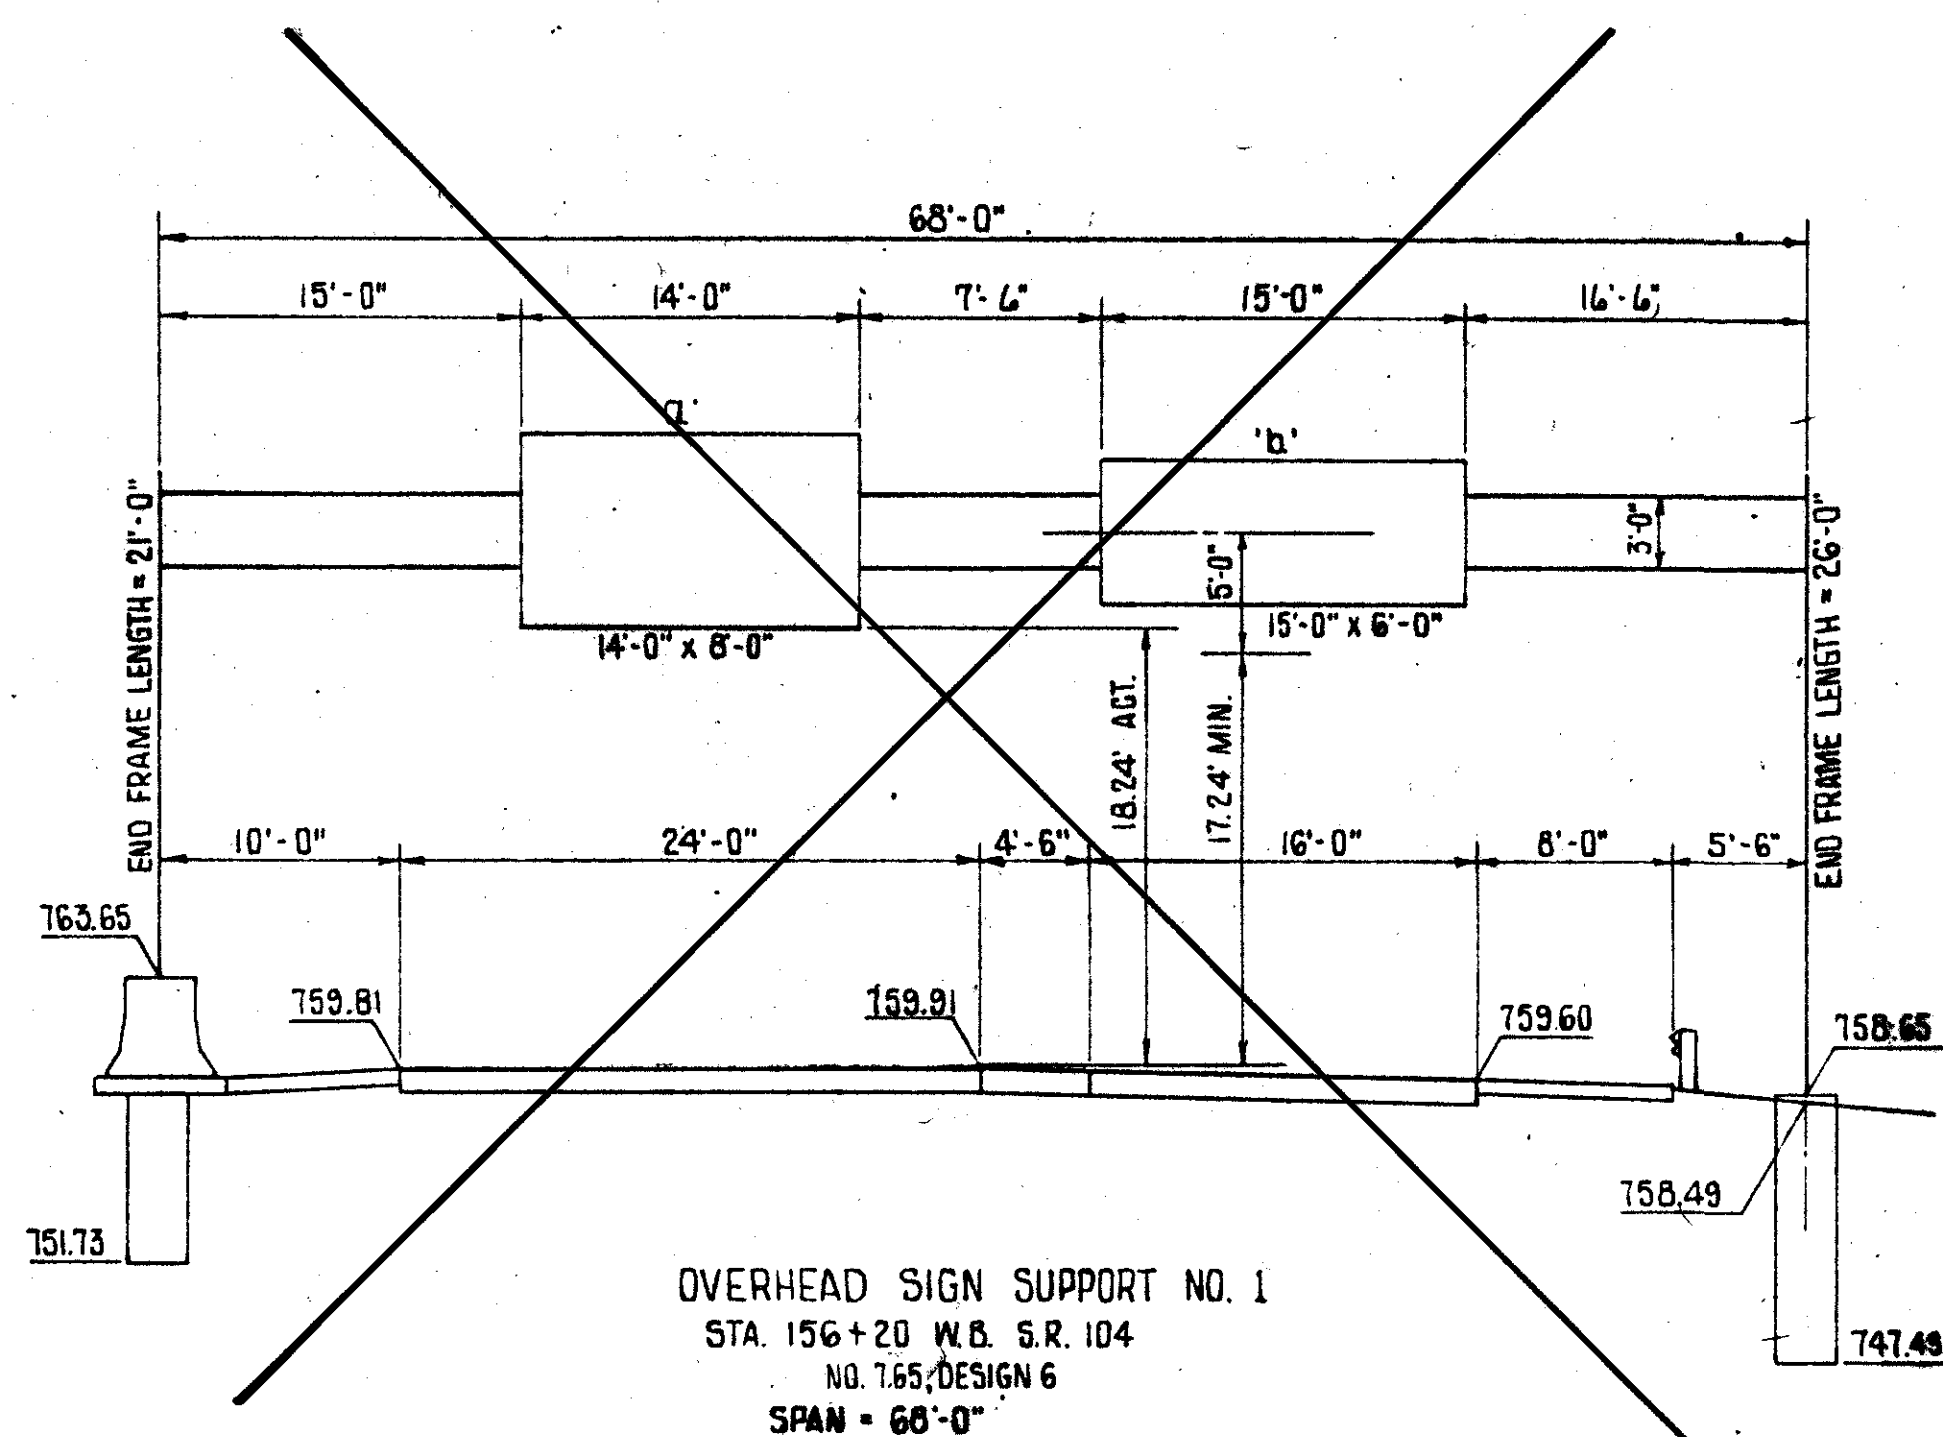 68'-0"
15'-0" 14'-0" 7'-6" 15'-0" 16'-6"
'a'
'b'
END FRAME LENGTH = 21'-0"
3'-0"
5'-0"
END FRAME LENGTH = 26'-0"
14'-0" x 8'-0"
15'-0" x 6'-0"
18.24' ACT.
17.24' MIN.
10'-0" 24'-0" 4'-6" 16'-0" 8'-0" 5'-6"
763.65
759.81
759.91
759.60
758.65
758.49
751.73
747.49
OVERHEAD SIGN SUPPORT NO. 1
STA. 156+20 W.B. S.R. 104
NO. 7.65, DESIGN 6
SPAN = 68'-0"